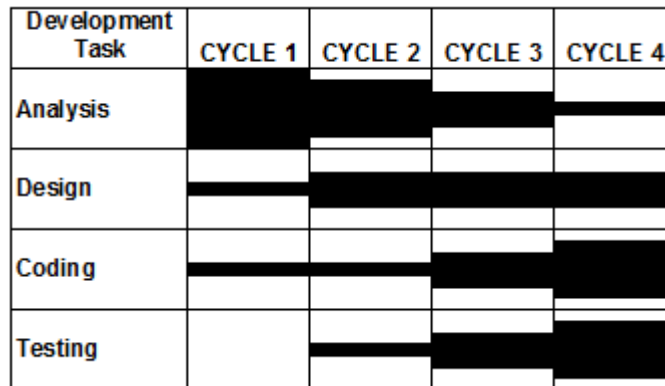 Development
Task
CYCLE 1 CYCLE 2 CYCLE 3 CYCLE 4
Analysis
Design
Coding
Testing